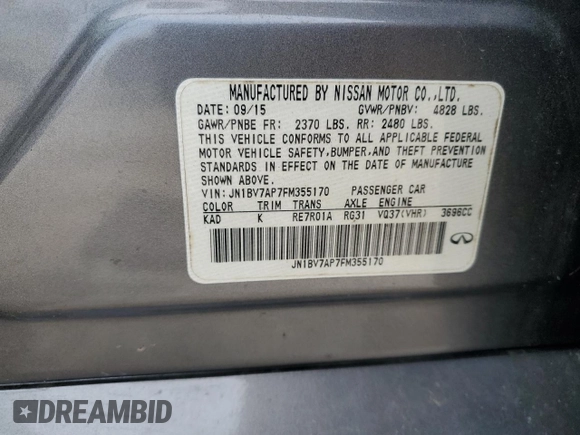 MANUFACTURED BY NISSAN MOTOR CO.,LTD.
DATE: 09/15 GVWR/PNBV: 4828 LBS.
GAWR/PNBE FR: 2370 LBS. RR: 2480 LBS.
THIS VEHICLE CONFORMS TO ALL APPLICABLE FEDERAL
MOTOR VEHICLE SAFETY,BUMPER,AND THEFT PREVENTION
STANDARDS IN EFFECT ON THE DATE OF MANUFACTURE
SHOWN ABOVE.
VIN: JN1BV7AP7FM355170 PASSENGER CAR
COLOR TRIM TRANS AXLE ENGINE
KAD K RE7R01A RG31 VQ37(VHR) 3696CC
JN1BV7AP7FM355170
DREAMBID